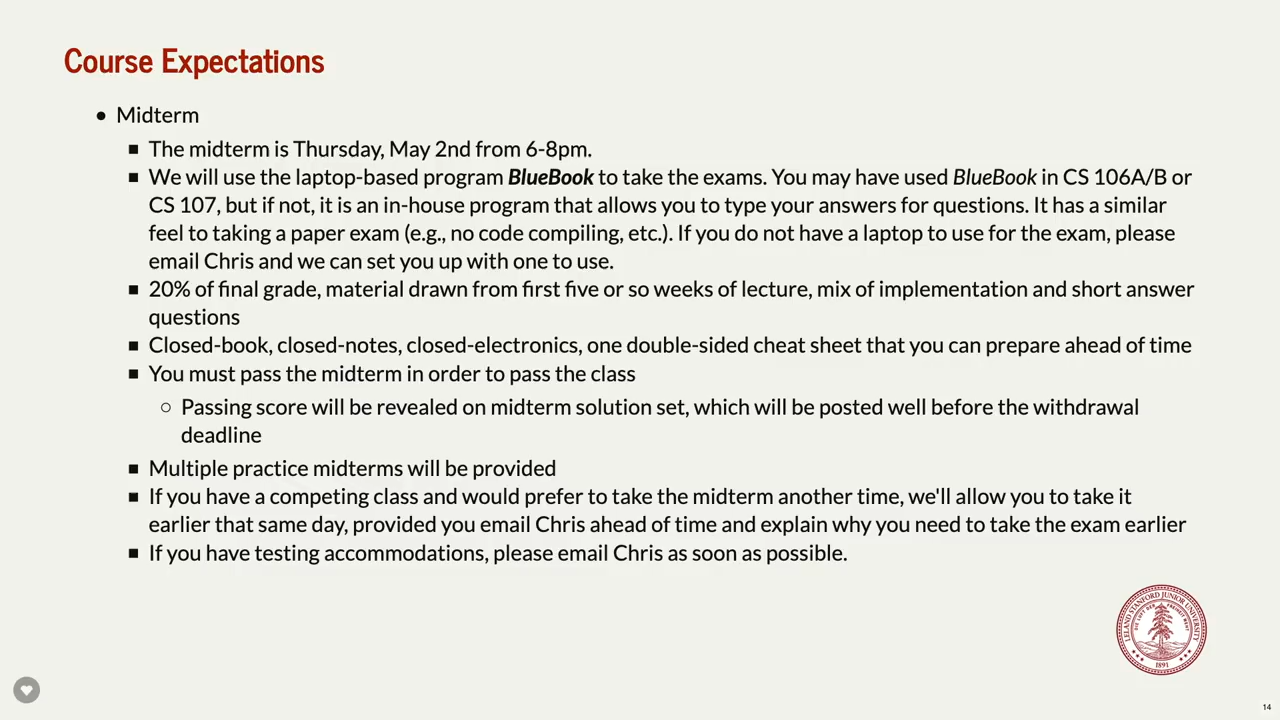 Course Expectations
• Midterm
▪ The midterm is Thursday, May 2nd from 6-8pm.
▪ We will use the laptop-based program BlueBook to take the exams. You may have used BlueBook in CS 106A/B or
CS 107, but if not, it is an in-house program that allows you to type your answers for questions. It has a similar
feel to taking a paper exam (e.g., no code compiling, etc.). If you do not have a laptop to use for the exam, please
email Chris and we can set you up with one to use.
▪ 20% of final grade, material drawn from first five or so weeks of lecture, mix of implementation and short answer
questions
▪ Closed-book, closed-notes, closed-electronics, one double-sided cheat sheet that you can prepare ahead of time
▪ You must pass the midterm in order to pass the class
○ Passing score will be revealed on midterm solution set, which will be posted well before the withdrawal
deadline
▪ Multiple practice midterms will be provided
▪ If you have a competing class and would prefer to take the midterm another time, we'll allow you to take it
earlier that same day, provided you email Chris ahead of time and explain why you need to take the exam earlier
▪ If you have testing accommodations, please email Chris as soon as possible.
LELAND STANFORD JUNIOR UNIVERSITY
DIE LUFT DER FREIHEIT WEHT
1891
14